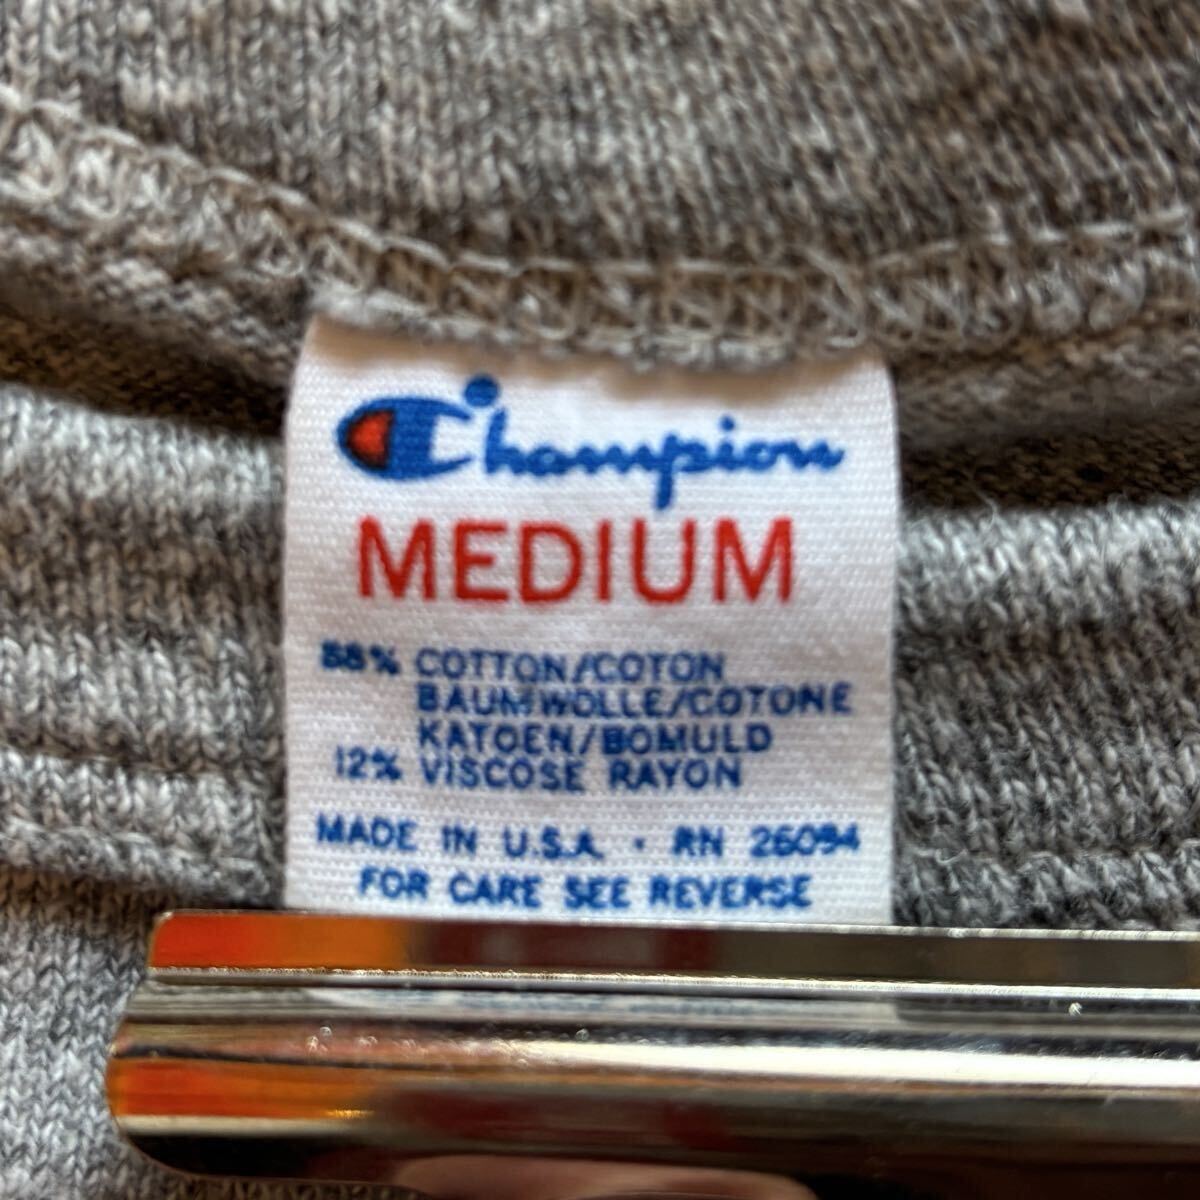 Champion
MEDIUM
88% COTTON/COTON
BAUMWOLLE/COTONE
KATOEN/BOMULD
12% VISCOSE RAYON
MADE IN U.S.A. · RN 26094
FOR CARE SEE REVERSE